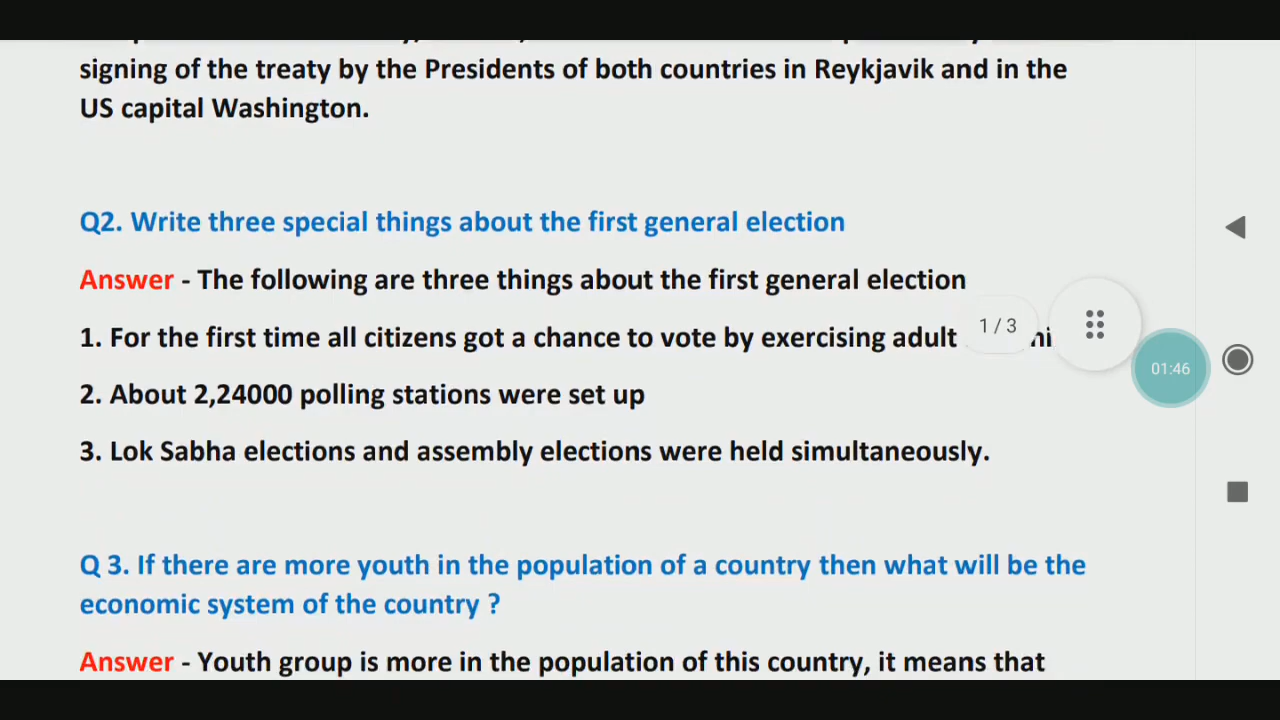 signing of the treaty by the Presidents of both countries in Reykjavik and in the
US capital Washington.
Q2. Write three special things about the first general election
Answer - The following are three things about the first general election
1. For the first time all citizens got a chance to vote by exercising adult
1 / 3
01:46
2. About 2,24000 polling stations were set up
3. Lok Sabha elections and assembly elections were held simultaneously.
Q 3. If there are more youth in the population of a country then what will be the
economic system of the country ?
Answer - Youth group is more in the population of this country, it means that